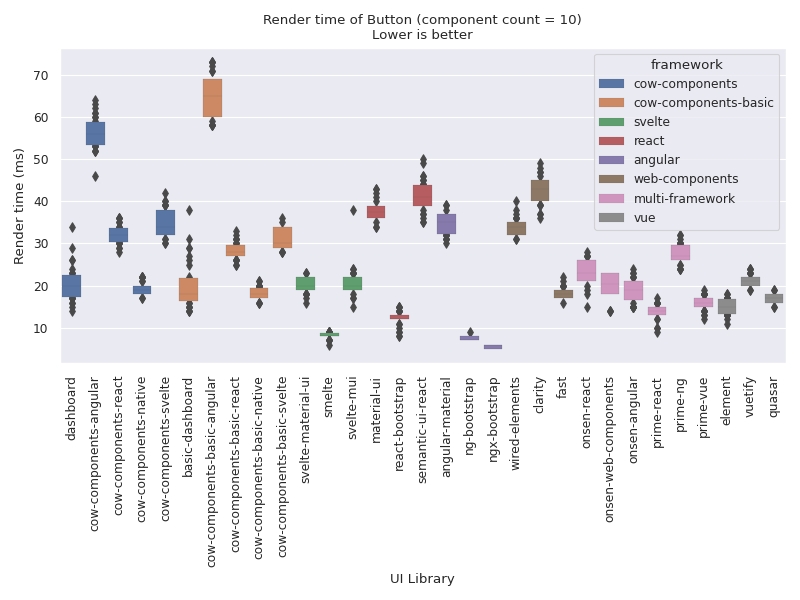 Render time of Button (component count = 10)
Lower is better
framework
cow-components
cow-components-basic
svelte
react
angular
web-components
multi-framework
vue
Render time (ms)
70
60
50
40
30
20
10
dashboard
cow-components-angular
cow-components-react
cow-components-native
cow-components-svelte
basic-dashboard
cow-components-basic-angular
cow-components-basic-react
cow-components-basic-native
cow-components-basic-svelte
svelte-material-ui
smelte
svelte-mui
material-ui
react-bootstrap
semantic-ui-react
angular-material
ng-bootstrap
ngx-bootstrap
wired-elements
clarity
fast
onsen-react
onsen-web-components
onsen-angular
prime-react
prime-ng
prime-vue
element
vuetify
quasar
UI Library